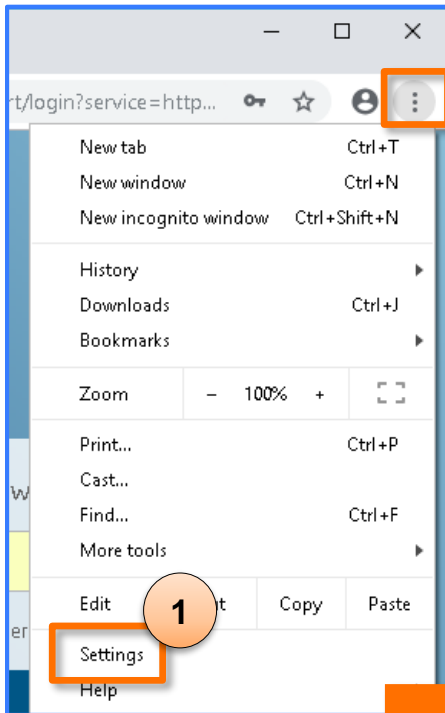 rt/login?service=http...
New tab Ctrl+T
New window Ctrl+N
New incognito window Ctrl+Shift+N
History
Downloads Ctrl+J
Bookmarks
Zoom - 100% +
Print... Ctrl+P
Cast...
Find... Ctrl+F
More tools
Edit t Copy Paste
1
Settings
Help
w
er